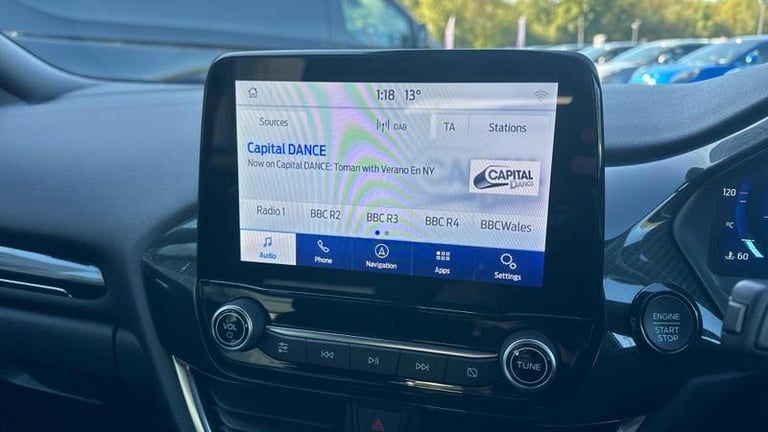 1:18 13°
Sources DAB TA Stations
Capital DANCE
Now on Capital DANCE: Toman with Verano En NY
CAPITAL
DANCE
Radio 1 BBC R2 BBC R3 BBC R4 BBCWales
Audio Phone Navigation Apps Settings
VOL
TUNE
ENGINE
START
STOP
120
°C
60